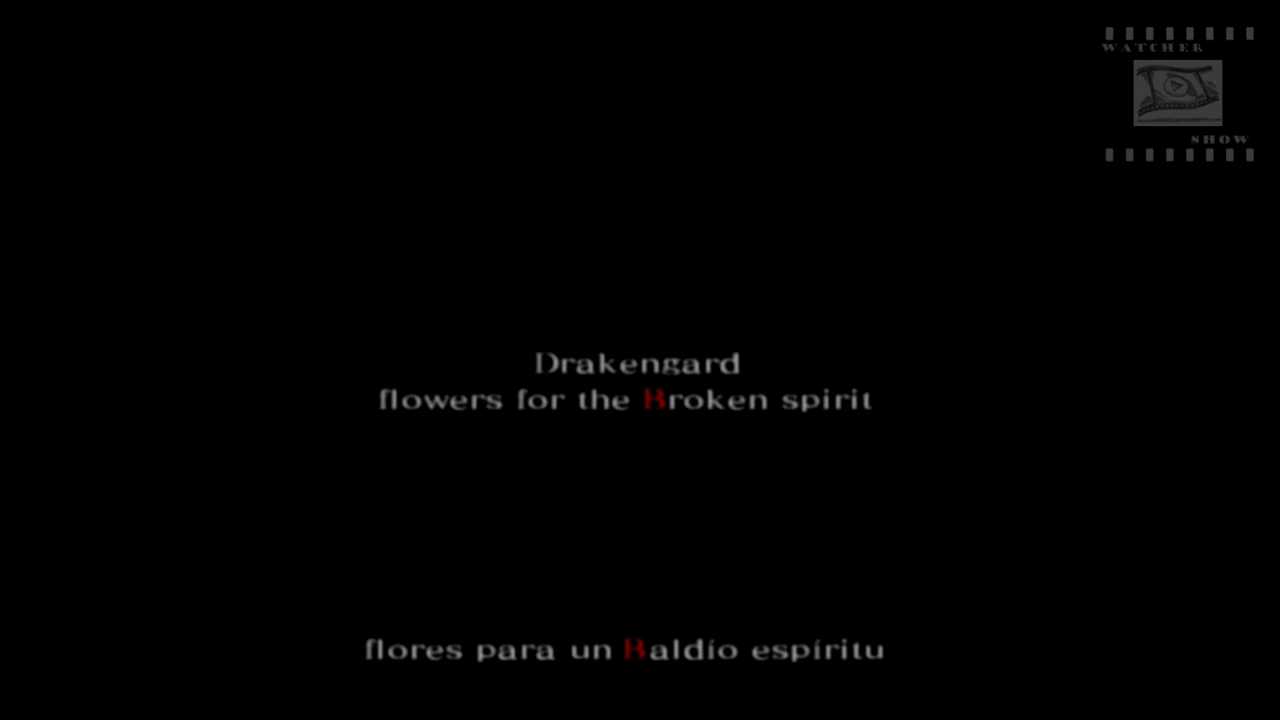 WATCHER
SHOW
Drakengard
flowers for the Broken spirit
flores para un Baldío espíritu